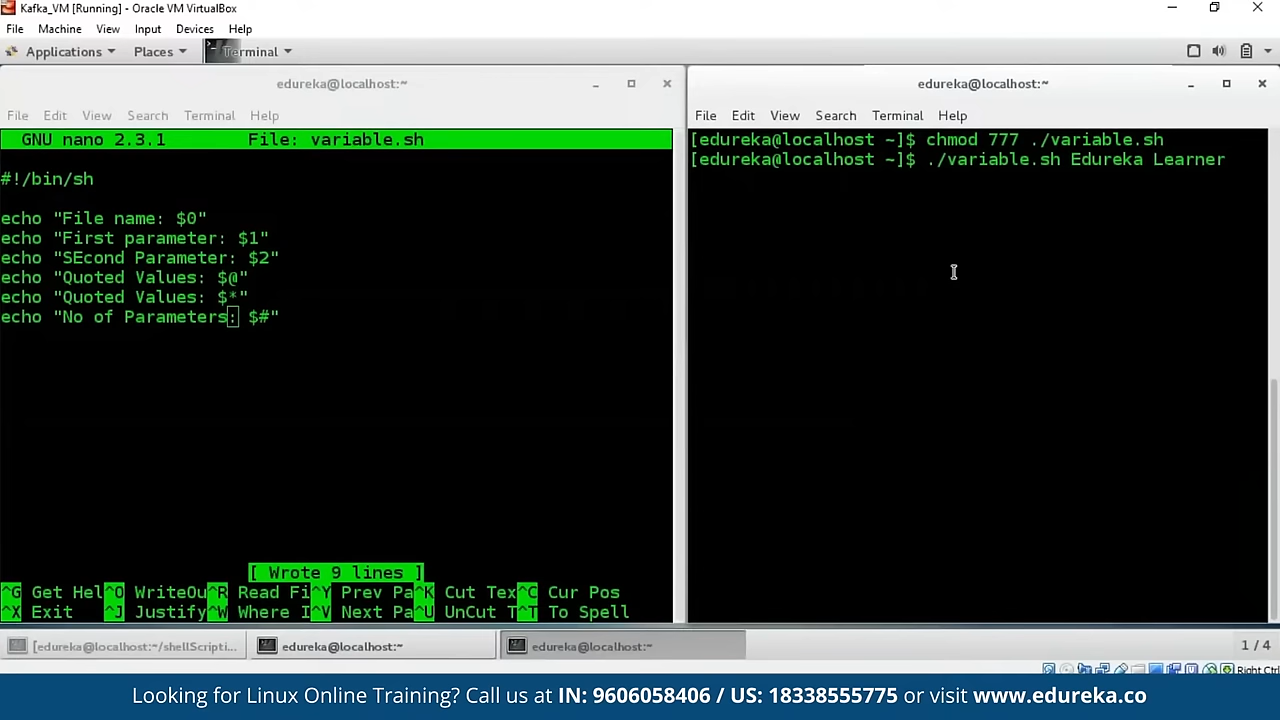 Kafka_VM [Running] - Oracle VM VirtualBox
File Machine View Input Devices Help
Applications Places Terminal
edureka@localhost:~
File Edit View Search Terminal Help
GNU nano 2.3.1 File: variable.sh
#!/bin/sh
echo "File name: $0"
echo "First parameter: $1"
echo "SEcond Parameter: $2"
echo "Quoted Values: $@"
echo "Quoted Values: $*"
echo "No of Parameters: $#"
[ Wrote 9 lines ]
^G Get Hel^O WriteOu^R Read Fi^Y Prev Pa^K Cut Tex^C Cur Pos
^X Exit ^J Justify^W Where I^V Next Pa^U UnCut T^T To Spell
edureka@localhost:~
File Edit View Search Terminal Help
[edureka@localhost ~]$ chmod 777 ./variable.sh
[edureka@localhost ~]$ ./variable.sh Edureka Learner
[edureka@localhost:~/shellScripti... edureka@localhost:~ edureka@localhost:~ 1 / 4
Right Ctrl
Looking for Linux Online Training? Call us at IN: 9606058406 / US: 18338555775 or visit www.edureka.co